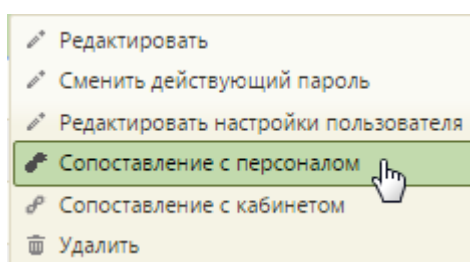 Редактировать
Сменить действующий пароль
Редактировать настройки пользователя
Сопоставление с персоналом
Сопоставление с кабинетом
Удалить